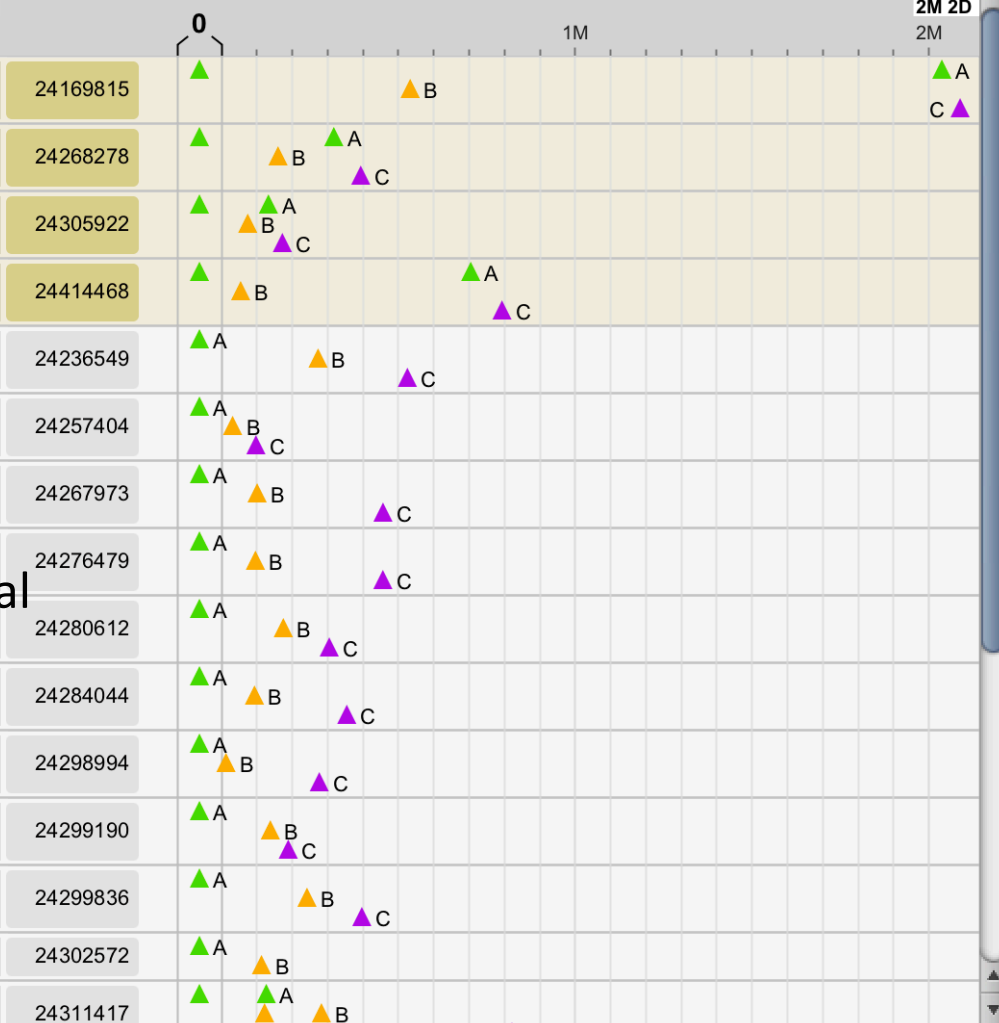 2M 2D
0 1M 2M
24169815 B A
C
24268278 A
B
C
24305922 A
B
C
24414468 A
B
C
24236549 A
B
C
24257404 A
B
C
24267973 A
B
C
24276479 A
B
C
al
24280612 A
B
C
24284044 A
B
C
24298994 A
B
C
24299190 A
B
C
24299836 A
B
C
24302572 A
B
24311417 A
B